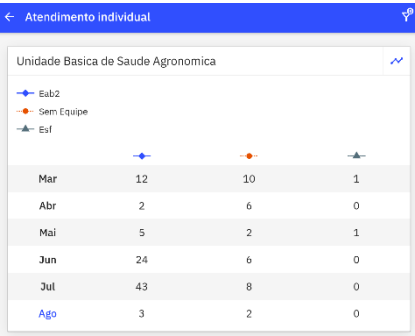 Atendimento individual
Unidade Basica de Saude Agronomica
Eab2
Sem Equipe
Esf
Mar 12 10 1
Abr 2 6 0
Mai 5 2 1
Jun 24 6 0
Jul 43 8 0
Ago 3 2 0